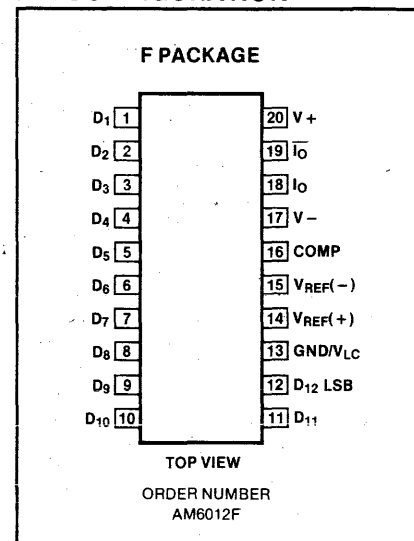 F PACKAGE
D1 1 20 V+
D2 2 19 I̅O̅
D3 3 18 IO
D4 4 17 V−
D5 5 16 COMP
D6 6 15 VREF(−)
D7 7 14 VREF(+)
D8 8 13 GND/VLC
D9 9 12 D12 LSB
D10 10 11 D11
TOP VIEW
ORDER NUMBER
AM6012F